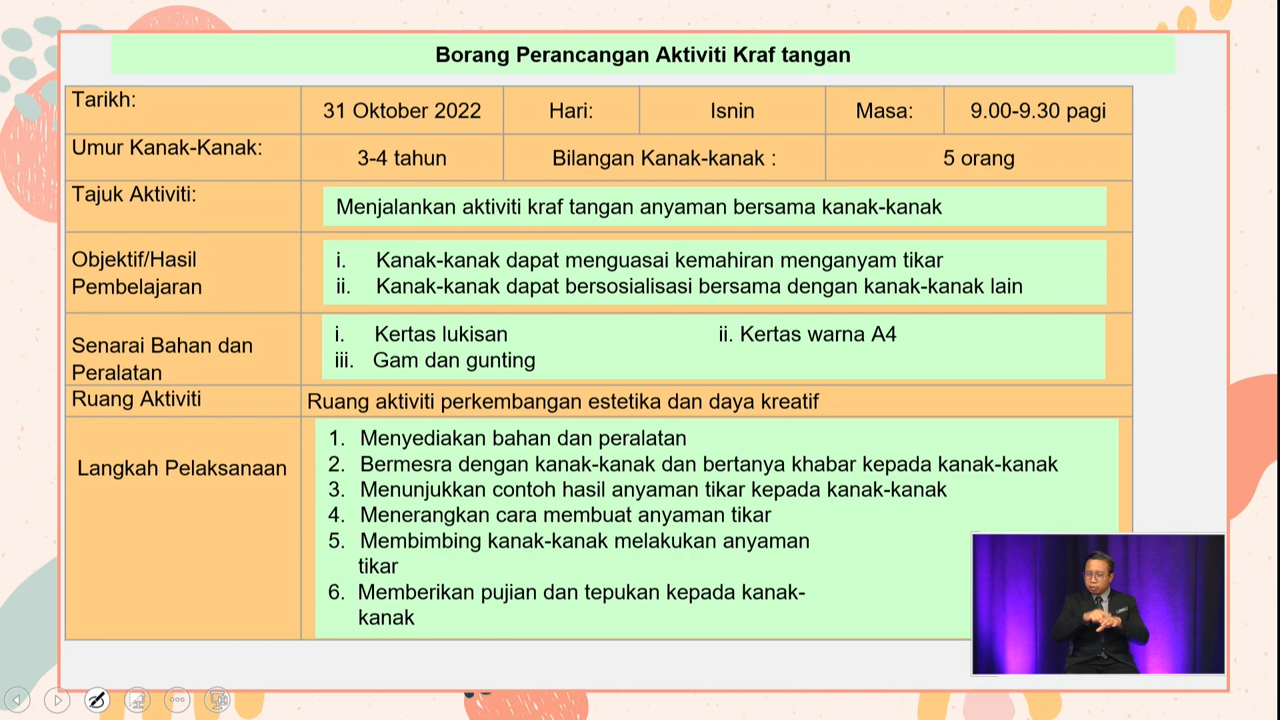 Borang Perancangan Aktiviti Kraf tangan
Tarikh: 31 Oktober 2022 Hari: Isnin Masa: 9.00-9.30 pagi
Umur Kanak-Kanak: 3-4 tahun Bilangan Kanak-kanak : 5 orang
Tajuk Aktiviti: Menjalankan aktiviti kraf tangan anyaman bersama kanak-kanak
Objektif/Hasil
Pembelajaran
i. Kanak-kanak dapat menguasai kemahiran menganyam tikar
ii. Kanak-kanak dapat bersosialisasi bersama dengan kanak-kanak lain
Senarai Bahan dan
Peralatan
i. Kertas lukisan ii. Kertas warna A4
iii. Gam dan gunting
Ruang Aktiviti Ruang aktiviti perkembangan estetika dan daya kreatif
Langkah Pelaksanaan
1. Menyediakan bahan dan peralatan
2. Bermesra dengan kanak-kanak dan bertanya khabar kepada kanak-kanak
3. Menunjukkan contoh hasil anyaman tikar kepada kanak-kanak
4. Menerangkan cara membuat anyaman tikar
5. Membimbing kanak-kanak melakukan anyaman
tikar
6. Memberikan pujian dan tepukan kepada kanak-
kanak